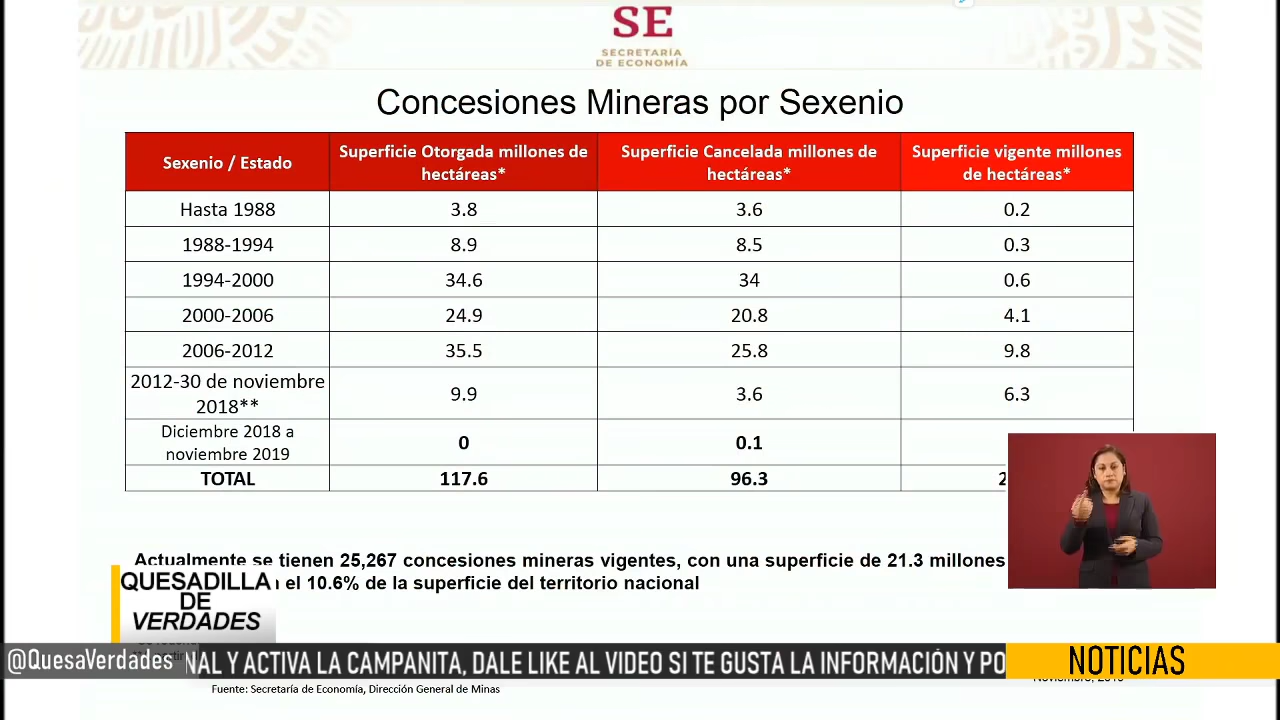 SE
SECRETARÍA
DE ECONOMÍA
Concesiones Mineras por Sexenio
Sexenio / Estado
Superficie Otorgada millones de
hectáreas*
Superficie Cancelada millones de
hectáreas*
Superficie vigente millones
de hectáreas*
Hasta 1988 3.8 3.6 0.2
1988-1994 8.9 8.5 0.3
1994-2000 34.6 34 0.6
2000-2006 24.9 20.8 4.1
2006-2012 35.5 25.8 9.8
2012-30 de noviembre
2018** 9.9 3.6 6.3
Diciembre 2018 a
noviembre 2019 0 0.1
TOTAL 117.6 96.3 2
Actualmente se tienen 25,267 concesiones mineras vigentes, con una superficie de 21.3 millones
el 10.6% de la superficie del territorio nacional
QUESADILLA
DE
VERDADES
@QuesaVerdades NAL Y ACTIVA LA CAMPANITA, DALE LIKE AL VIDEO SI TE GUSTA LA INFORMACIÓN Y PO NOTICIAS
Fuente: Secretaría de Economía, Dirección General de Minas